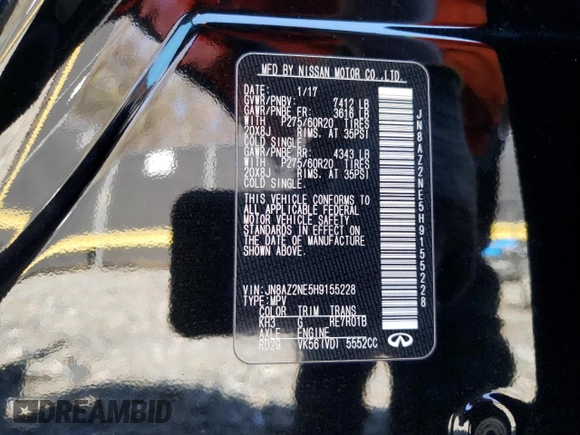 MFD BY NISSAN MOTOR CO.,LTD.
DATE: 1/17
GVWR/PNBV: 7412 LB
GAWR/PNBE FR: 3616 LB
WITH P275/60R20 TIRES
20X8J RIMS. AT 35PSI
COLD SINGLE.
GAWR/PNBE RR: 4343 LB
WITH P275/60R20 TIRES
20X8J RIMS. AT 35PSI
COLD SINGLE.
THIS VEHICLE CONFORMS TO
ALL APPLICABLE FEDERAL
MOTOR VEHICLE SAFETY
STANDARDS IN EFFECT ON
THE DATE OF MANUFACTURE
SHOWN ABOVE.
VIN:JN8AZ2NE5H9155228
TYPE:MPV
COLOR TRIM TRANS
KH3 G RE7R01B
AXLE ENGINE
RD29 VK56(VD) 5552CC
JN8AZ2NE5H9155228
DREAMBID